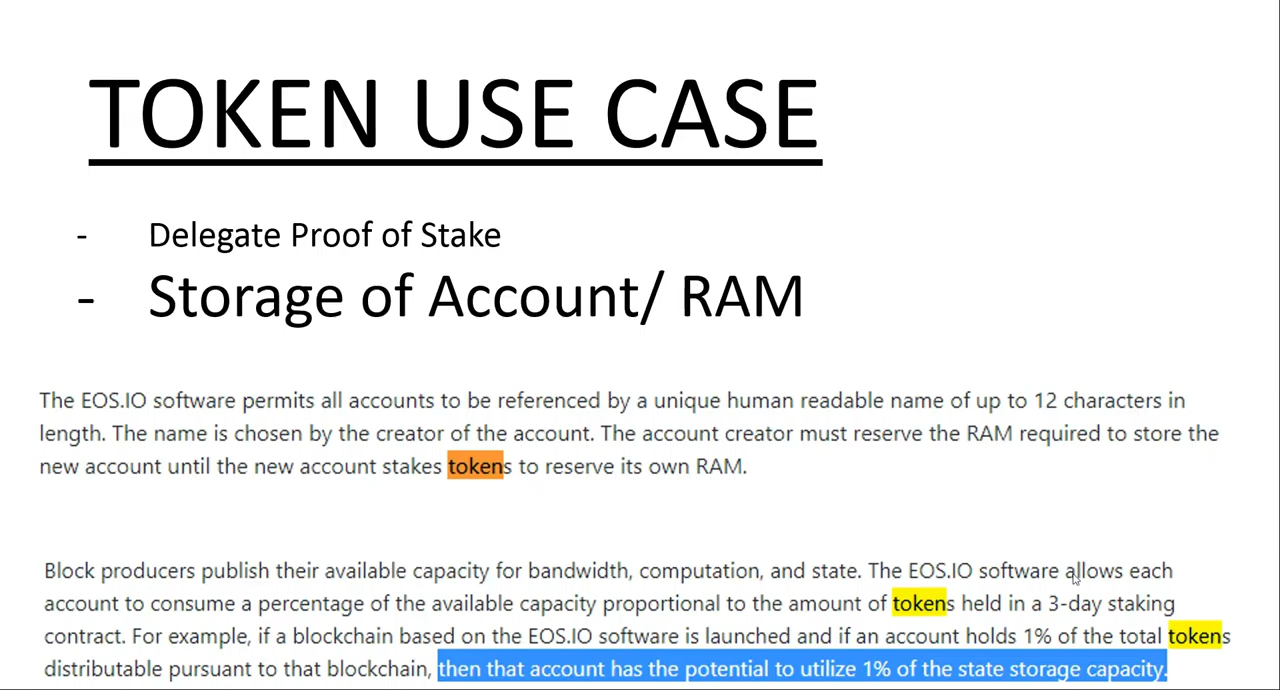 TOKEN USE CASE
- Delegate Proof of Stake
- Storage of Account/ RAM
The EOS.IO software permits all accounts to be referenced by a unique human readable name of up to 12 characters in
length. The name is chosen by the creator of the account. The account creator must reserve the RAM required to store the
new account until the new account stakes tokens to reserve its own RAM.
Block producers publish their available capacity for bandwidth, computation, and state. The EOS.IO software allows each
account to consume a percentage of the available capacity proportional to the amount of tokens held in a 3-day staking
contract. For example, if a blockchain based on the EOS.IO software is launched and if an account holds 1% of the total tokens
distributable pursuant to that blockchain, then that account has the potential to utilize 1% of the state storage capacity.